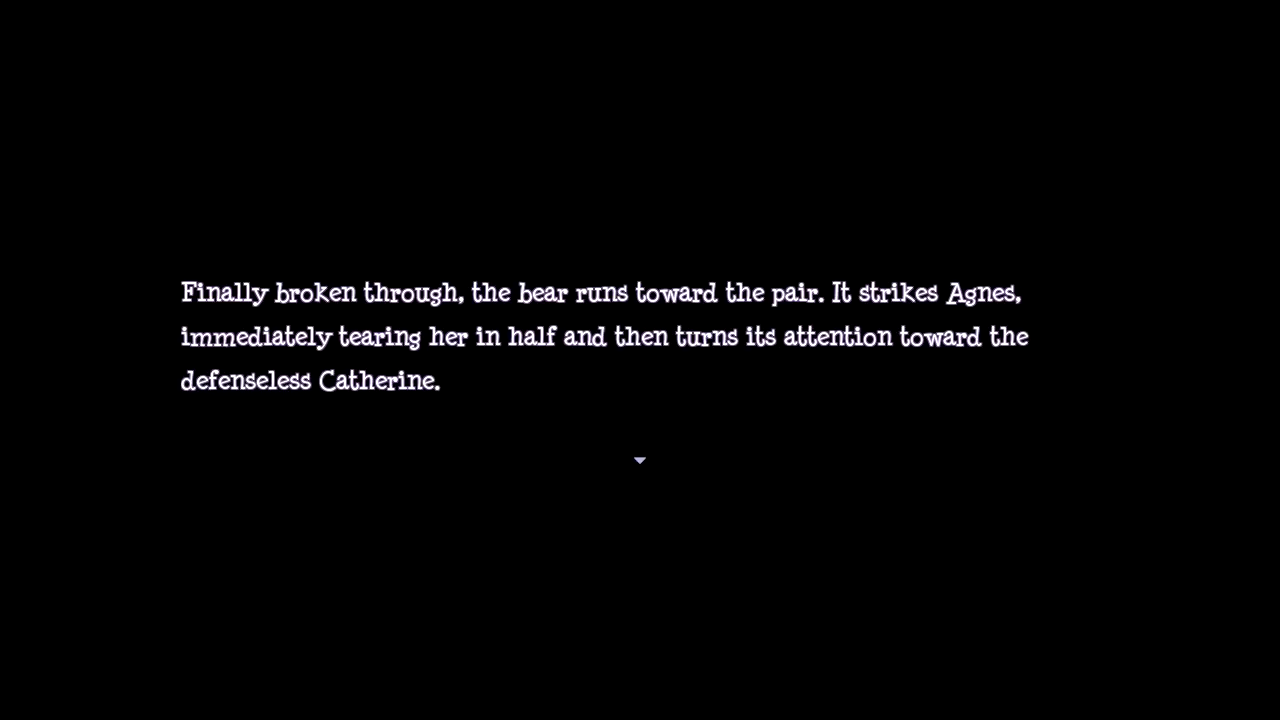 Finally broken through, the bear runs toward the pair. It strikes Agnes,
immediately tearing her in half and then turns its attention toward the
defenseless Catherine.